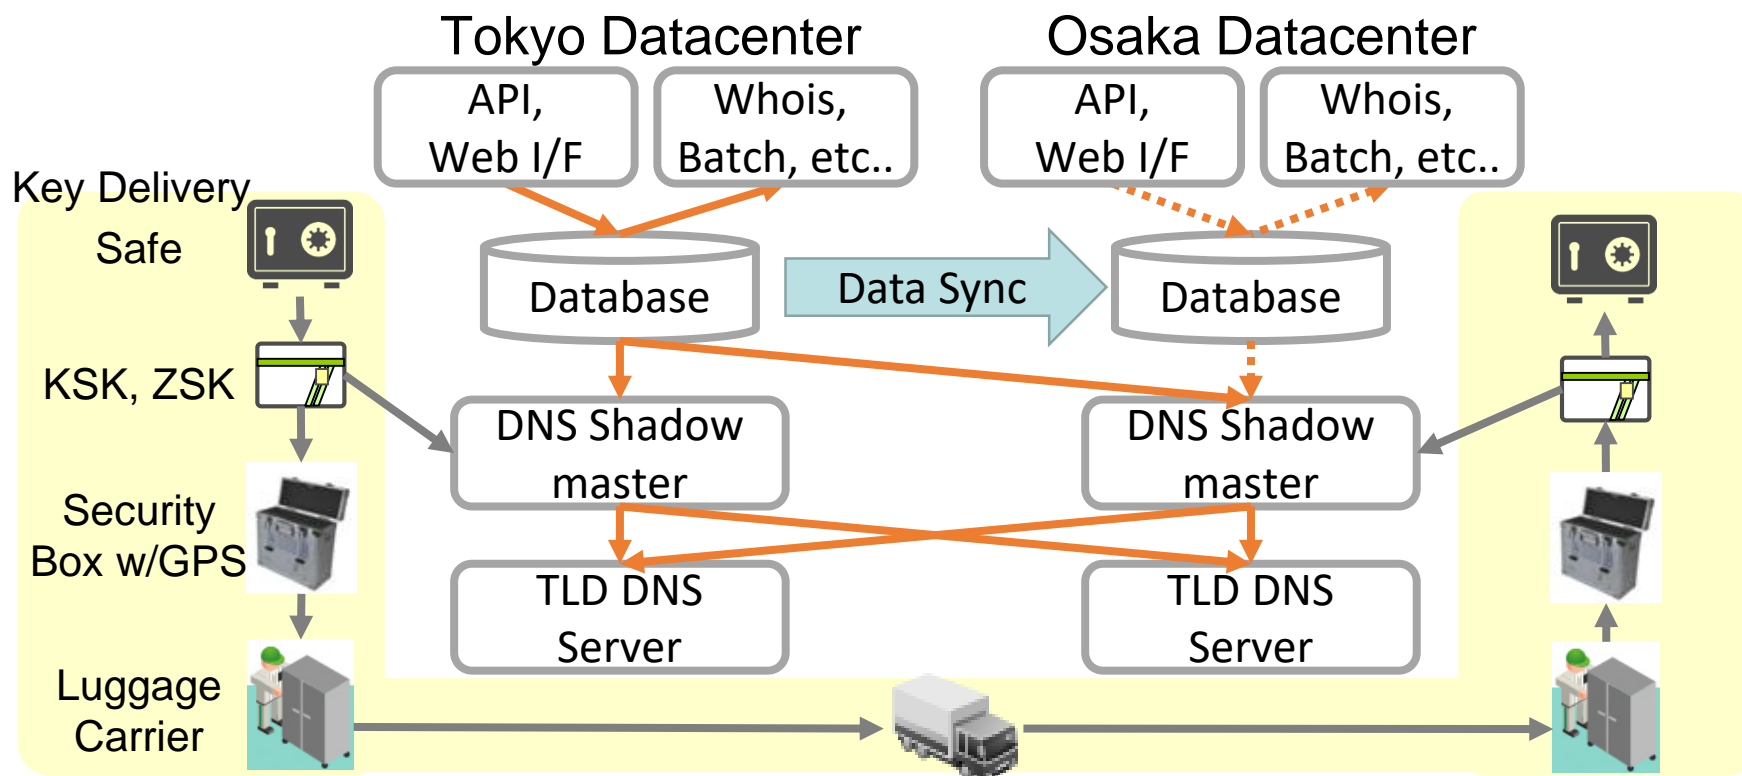 Tokyo Datacenter
Osaka Datacenter
API,
Web I/F
Whois,
Batch, etc..
API,
Web I/F
Whois,
Batch, etc..
Key Delivery
Safe
Database
Data Sync
Database
KSK, ZSK
DNS Shadow
master
DNS Shadow
master
Security
Box w/GPS
TLD DNS
Server
TLD DNS
Server
Luggage
Carrier